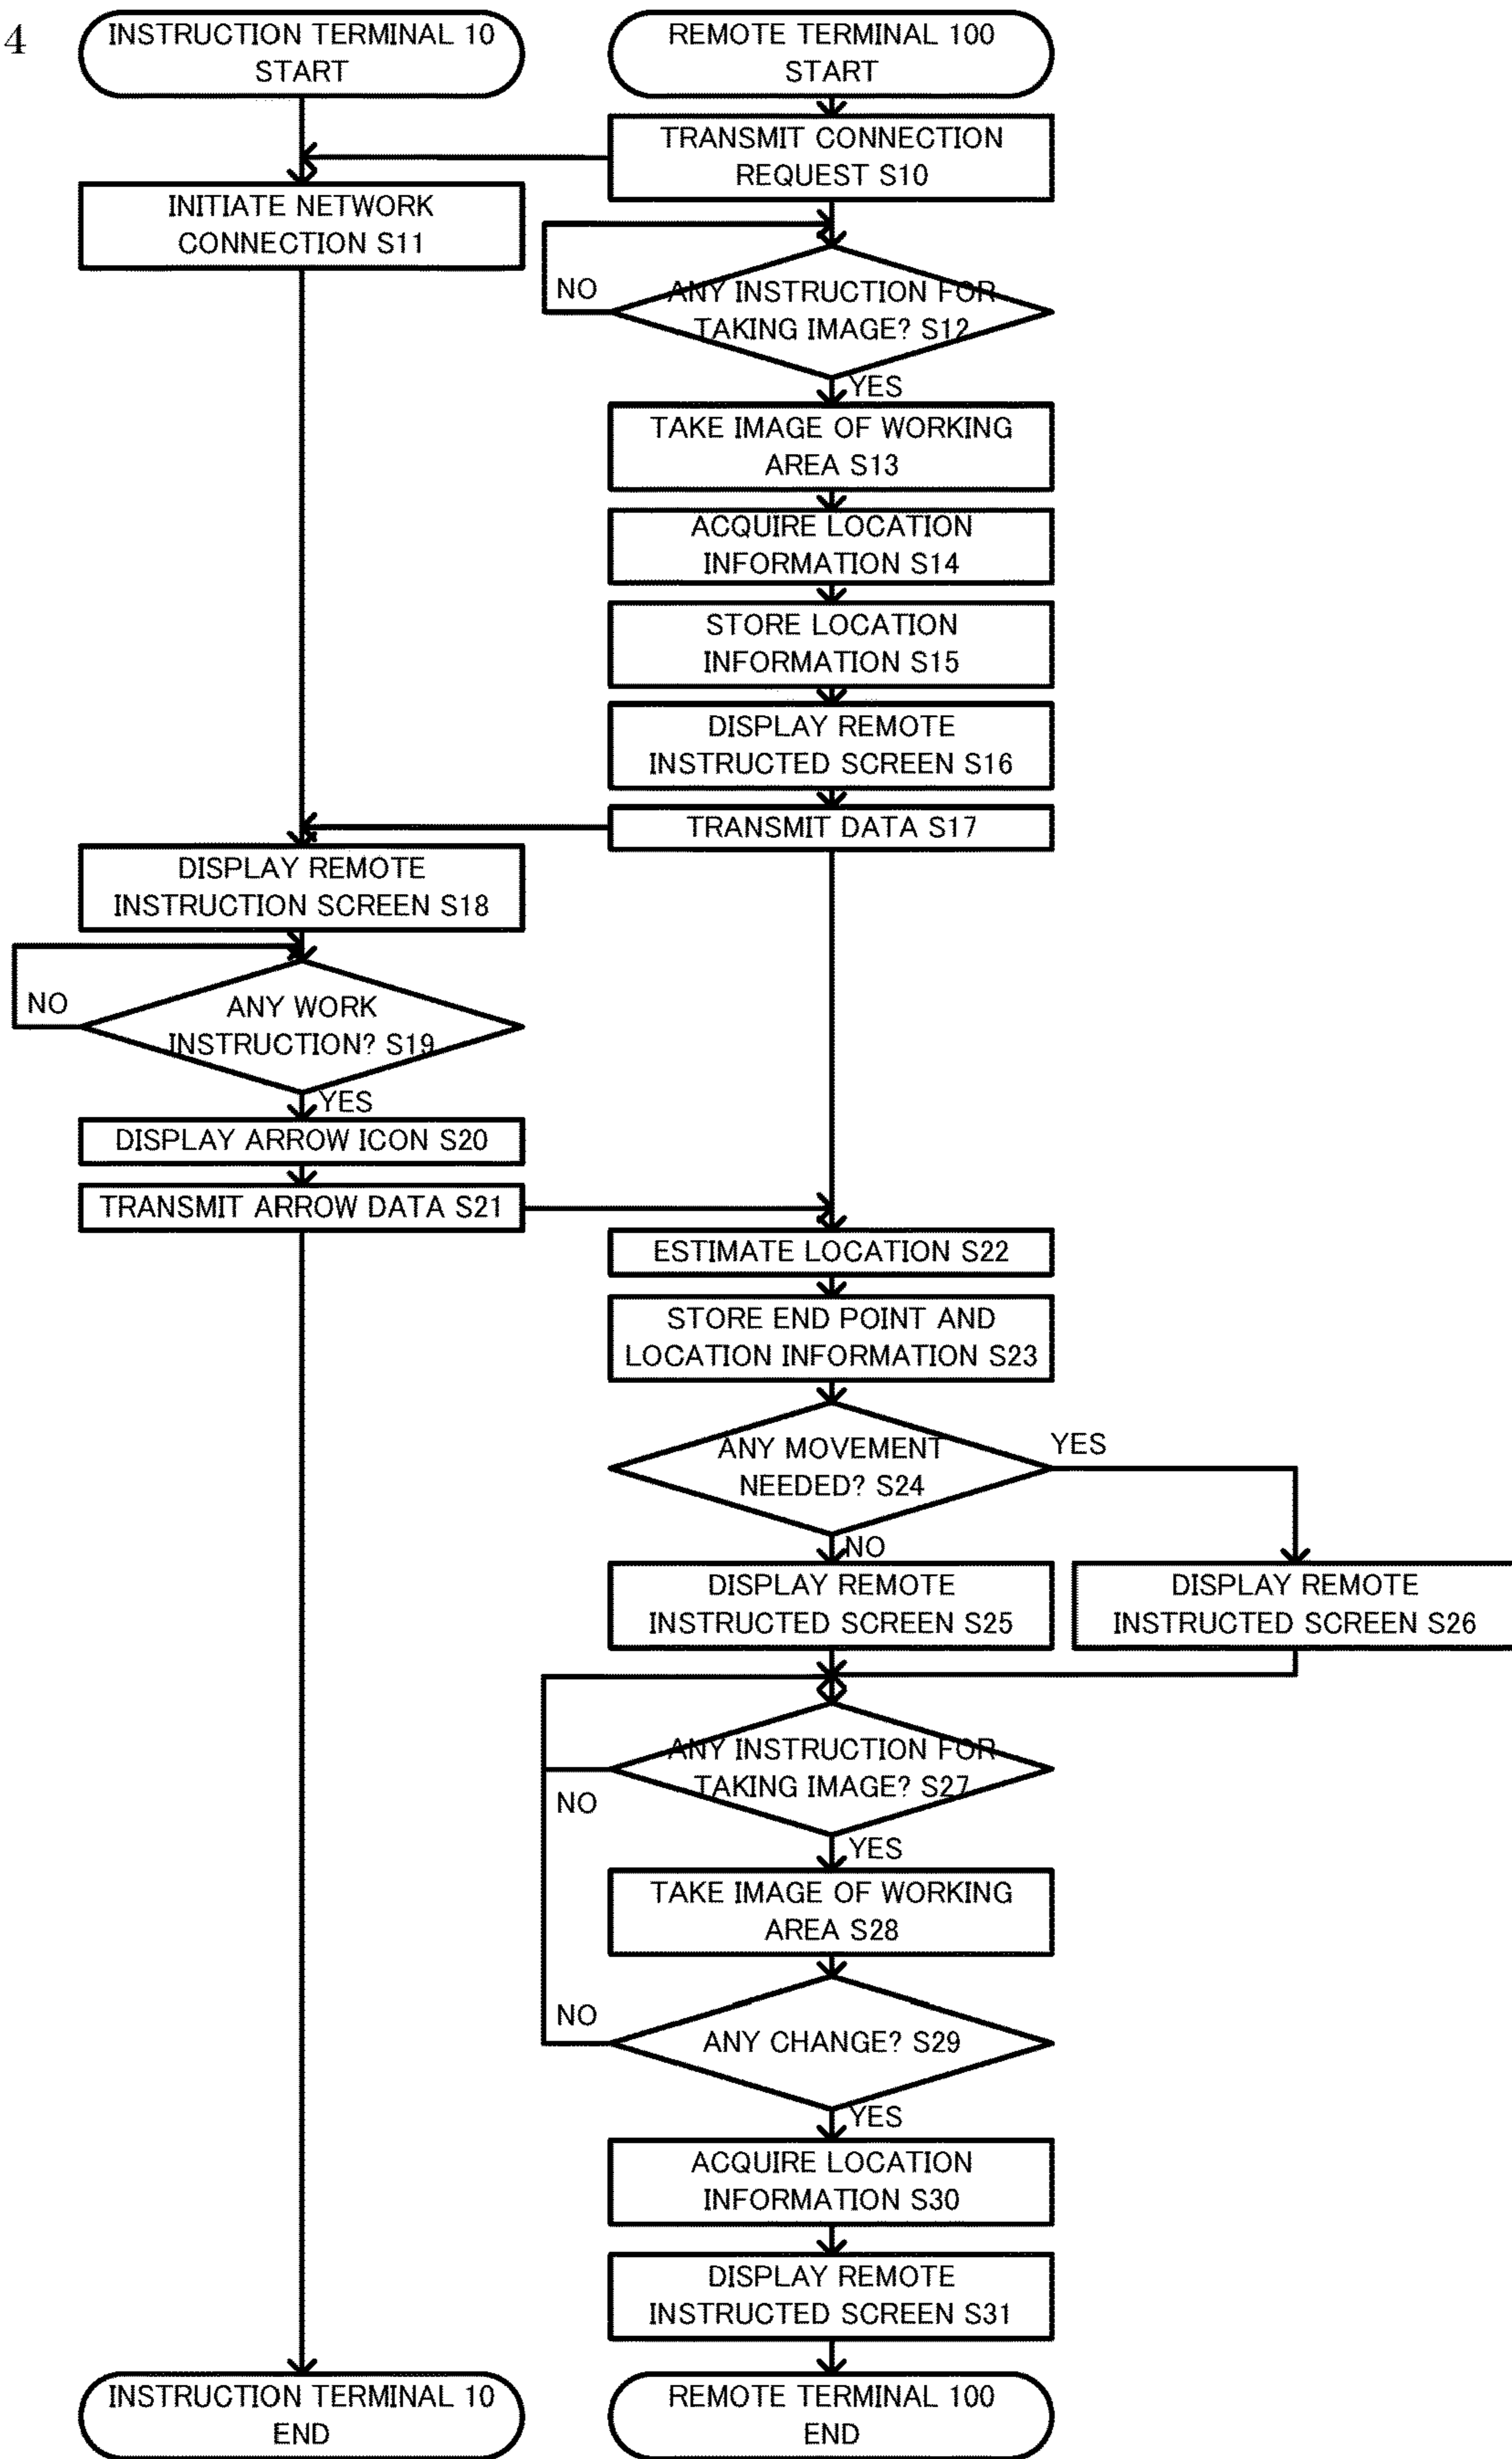 4
INSTRUCTION TERMINAL 10
START
REMOTE TERMINAL 100
START
TRANSMIT CONNECTION
REQUEST S10
INITIATE NETWORK
CONNECTION S11
NO
ANY INSTRUCTION FOR
TAKING IMAGE? S12
YES
TAKE IMAGE OF WORKING
AREA S13
ACQUIRE LOCATION
INFORMATION S14
STORE LOCATION
INFORMATION S15
DISPLAY REMOTE
INSTRUCTED SCREEN S16
TRANSMIT DATA S17
DISPLAY REMOTE
INSTRUCTION SCREEN S18
NO
ANY WORK
INSTRUCTION? S19
YES
DISPLAY ARROW ICON S20
TRANSMIT ARROW DATA S21
ESTIMATE LOCATION S22
STORE END POINT AND
LOCATION INFORMATION S23
ANY MOVEMENT
NEEDED? S24
YES
NO
DISPLAY REMOTE
INSTRUCTED SCREEN S25
DISPLAY REMOTE
INSTRUCTED SCREEN S26
ANY INSTRUCTION FOR
TAKING IMAGE? S27
NO
YES
TAKE IMAGE OF WORKING
AREA S28
NO
ANY CHANGE? S29
YES
ACQUIRE LOCATION
INFORMATION S30
DISPLAY REMOTE
INSTRUCTED SCREEN S31
INSTRUCTION TERMINAL 10
END
REMOTE TERMINAL 100
END